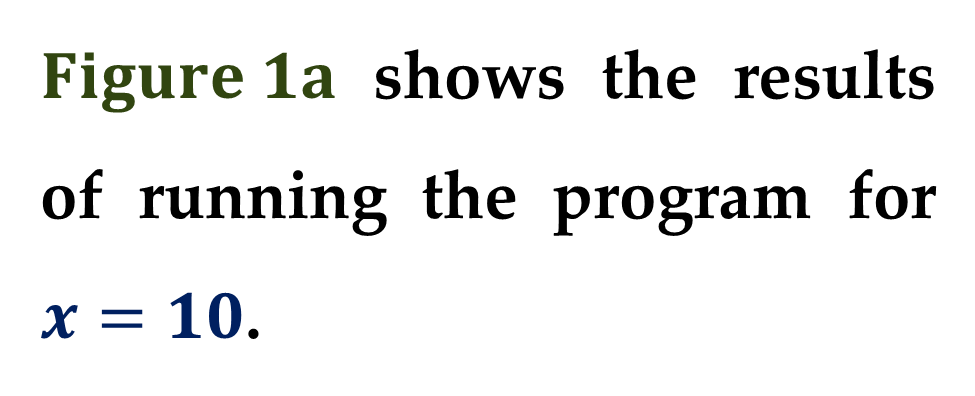 Figure 1a shows the results
of running the program for
x = 10.